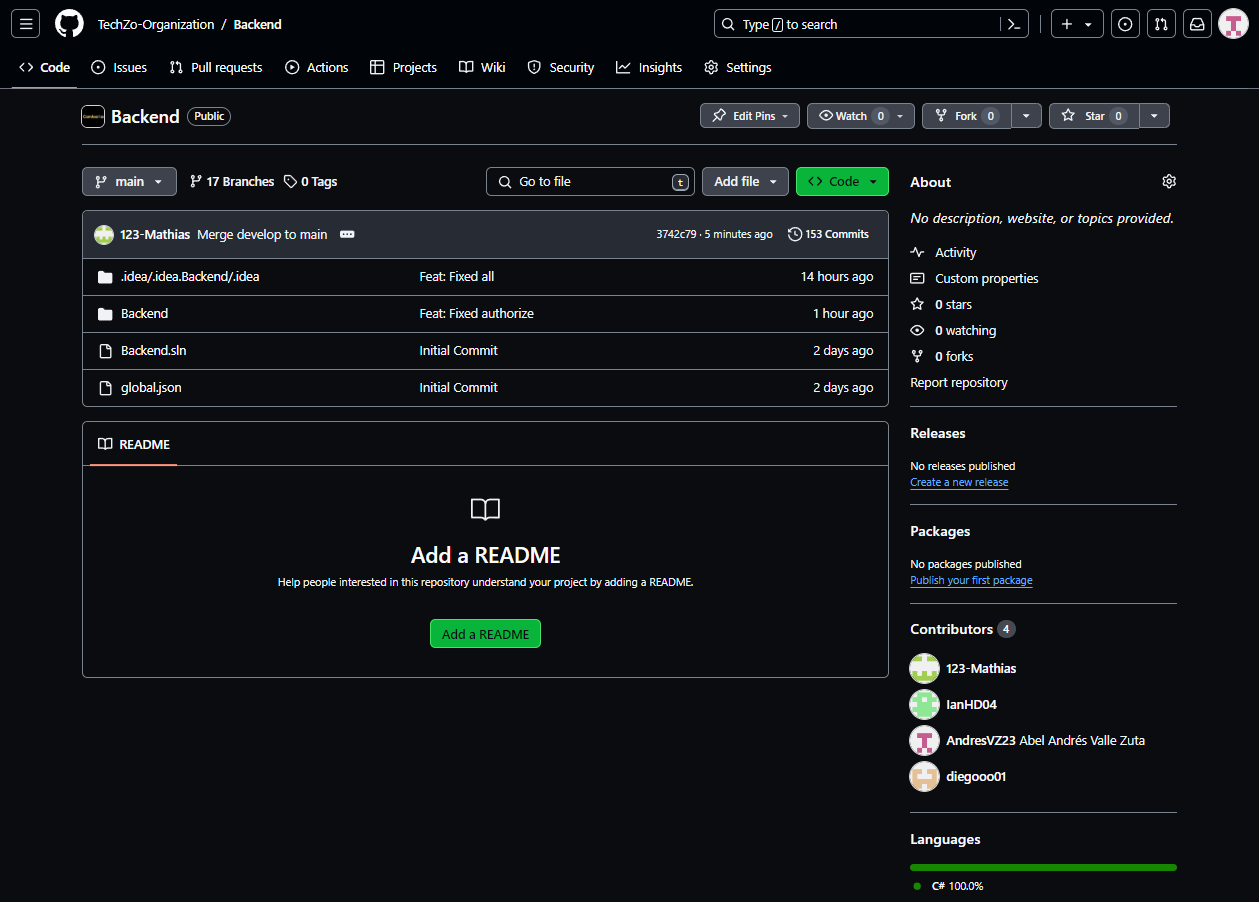 TechZo-Organization / Backend
Type / to search
Code
Issues
Pull requests
Actions
Projects
Wiki
Security
Insights
Settings
Backend Public
Edit Pins
Watch 0
Fork 0
Star 0
main
17 Branches
0 Tags
Go to file t
Add file
Code
123-Mathias Merge develop to main
3742c79 · 5 minutes ago
153 Commits
.idea/.idea.Backend/.idea Feat: Fixed all 14 hours ago
Backend Feat: Fixed authorize 1 hour ago
Backend.sln Initial Commit 2 days ago
global.json Initial Commit 2 days ago
README
Add a README
Help people interested in this repository understand your project by adding a README.
Add a README
About
No description, website, or topics provided.
Activity
Custom properties
0 stars
0 watching
0 forks
Report repository
Releases
No releases published
Create a new release
Packages
No packages published
Publish your first package
Contributors 4
123-Mathias
IanHD04
AndresVZ23 Abel Andrés Valle Zuta
diegooo01
Languages
C# 100.0%